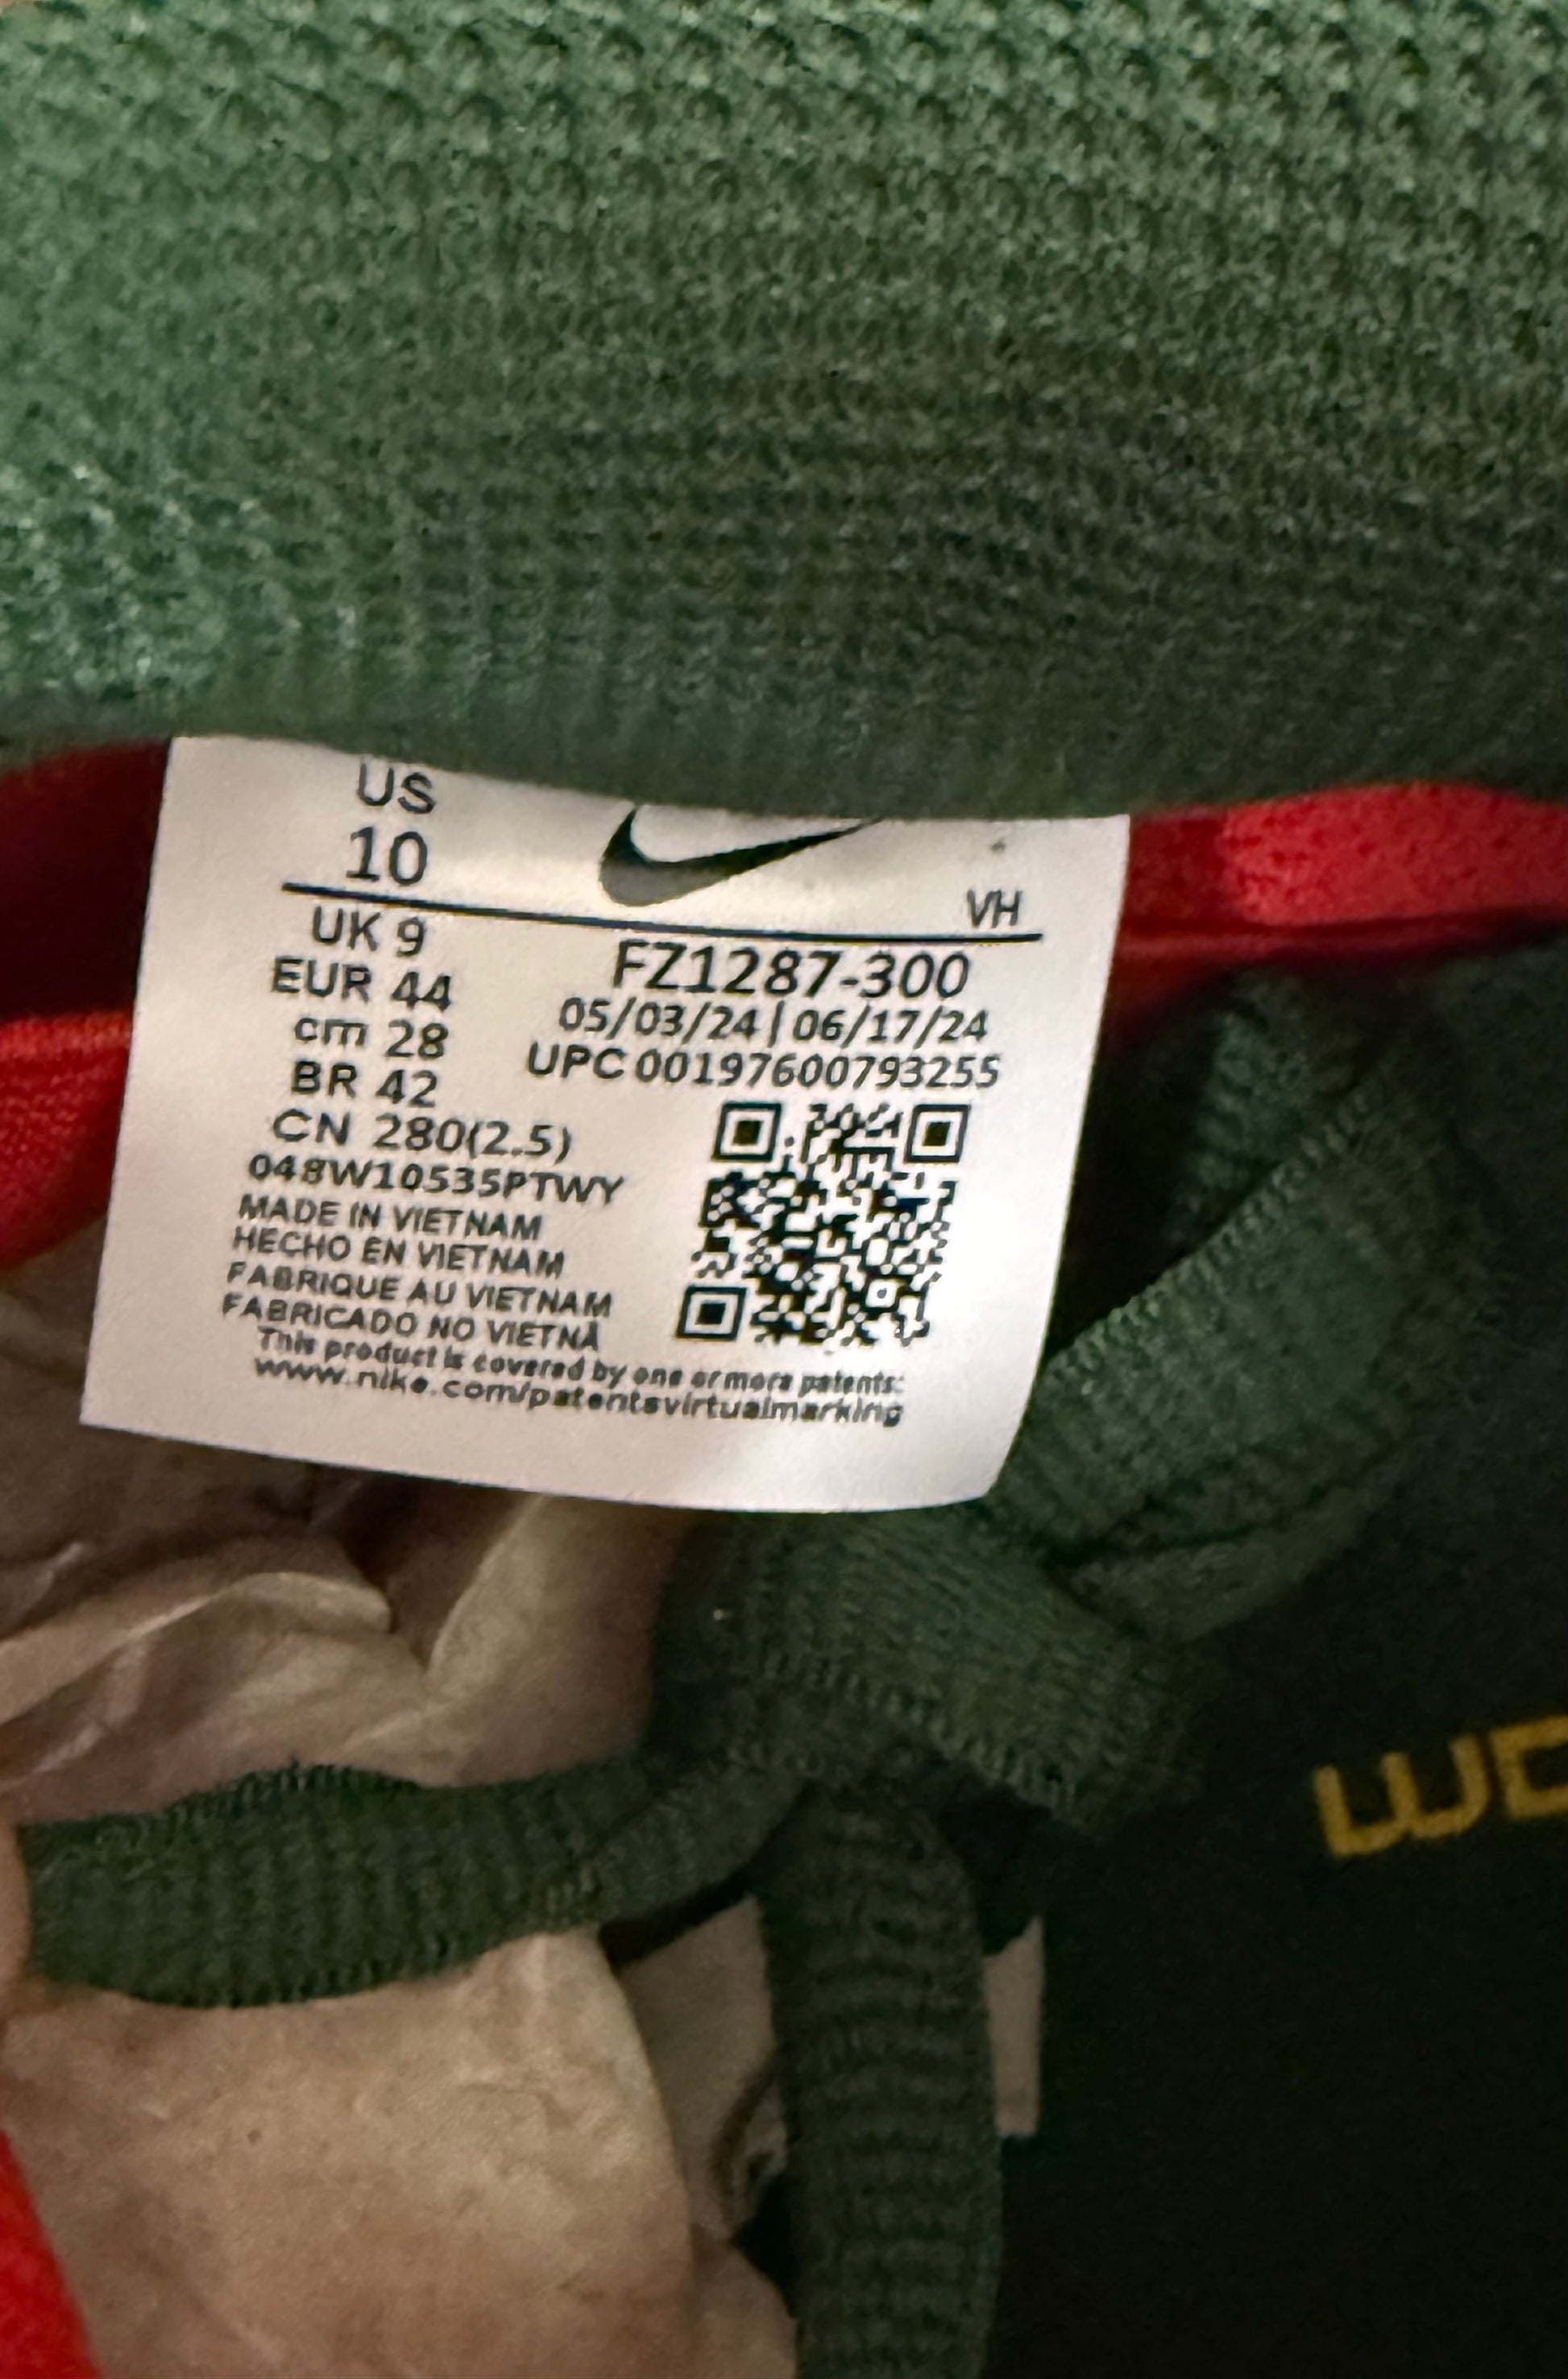 US
10
VH
UK 9
EUR 44
cm 28
BR 42
CN 280(2.5)
FZ1287-300
05/03/24 | 06/17/24
UPC 00197600793255
048W10535PTWY
MADE IN VIETNAM
HECHO EN VIETNAM
FABRIQUE AU VIETNAM
FABRICADO NO VIETNÃ
This product is covered by one or more patents:
www.nike.com/patentsvirtualmarking